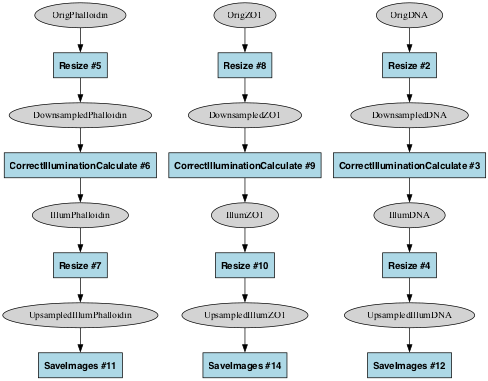 OrigPhalloidin OrigZO1 OrigDNA
Resize #5 Resize #8 Resize #2
DownsampledPhalloidin DownsampledZO1 DownsampledDNA
CorrectIlluminationCalculate #6 CorrectIlluminationCalculate #9 CorrectIlluminationCalculate #3
IllumPhalloidin IllumZO1 IllumDNA
Resize #7 Resize #10 Resize #4
UpsampledIllumPhalloidin UpsampledIllumZO1 UpsampledIllumDNA
SaveImages #11 SaveImages #14 SaveImages #12